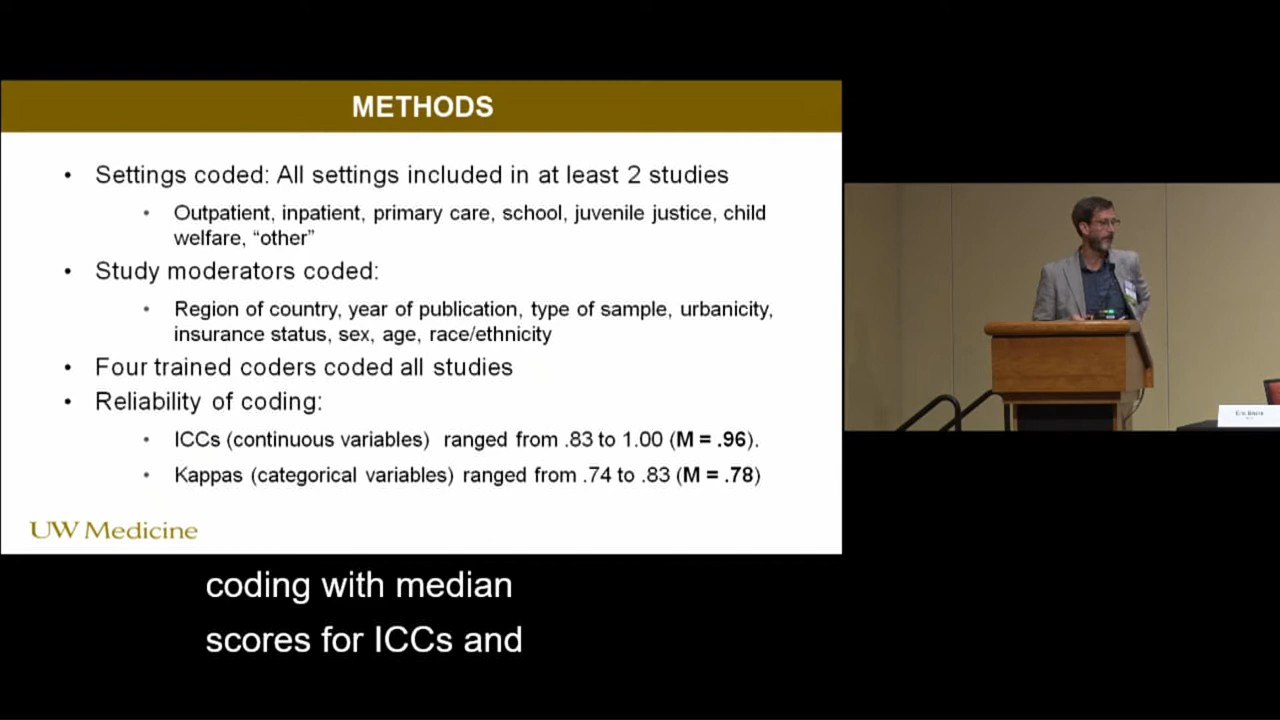 METHODS
• Settings coded: All settings included in at least 2 studies
• Outpatient, inpatient, primary care, school, juvenile justice, child
welfare, “other”
• Study moderators coded:
• Region of country, year of publication, type of sample, urbanicity,
insurance status, sex, age, race/ethnicity
• Four trained coders coded all studies
• Reliability of coding:
• ICCs (continuous variables) ranged from .83 to 1.00 (M = .96).
• Kappas (categorical variables) ranged from .74 to .83 (M = .78)
UW Medicine
coding with median
scores for ICCs and